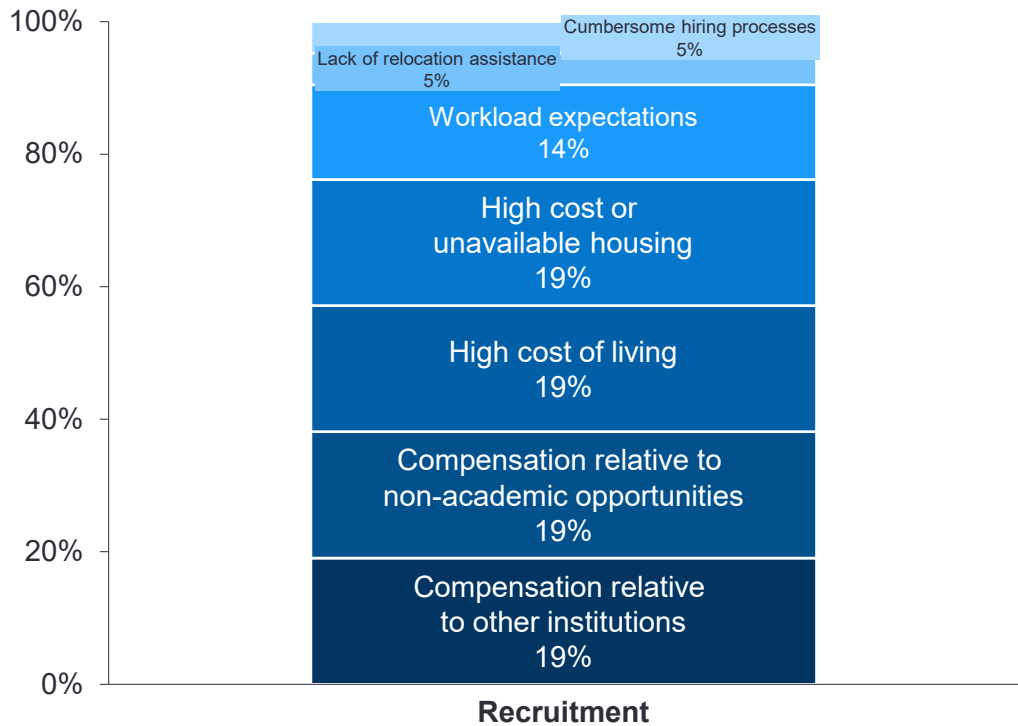 100%
Cumbersome hiring processes
5%
Lack of relocation assistance
5%
Workload expectations
14%
80%
High cost or
unavailable housing
19%
60%
High cost of living
19%
40%
Compensation relative to
non-academic opportunities
19%
20%
Compensation relative
to other institutions
19%
0%
Recruitment